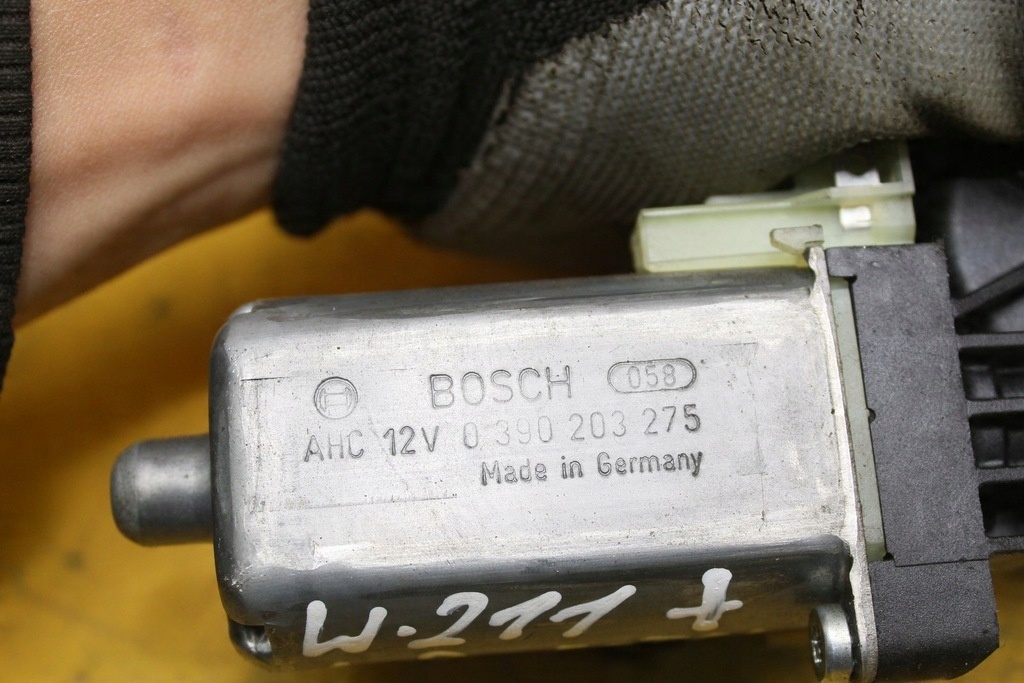 BOSCH 058
AHC 12V 0 390 203 275
Made in Germany
W.211